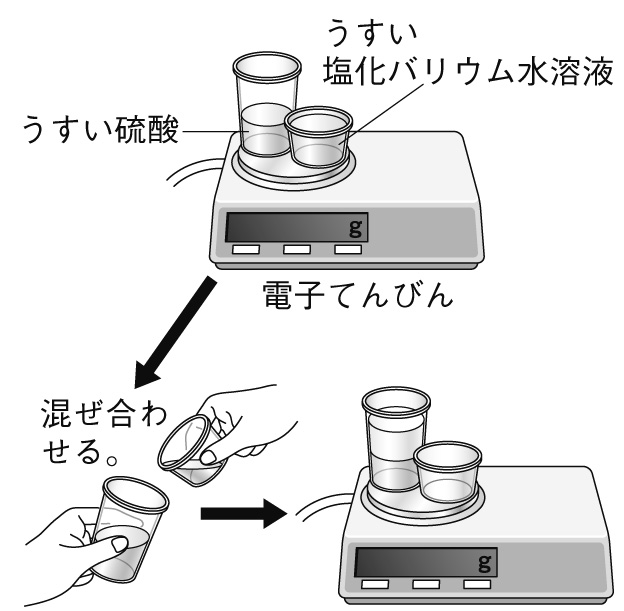 うすい
塩化バリウム水溶液
うすい硫酸
g
電子てんびん
混ぜ合わ
せる。
g